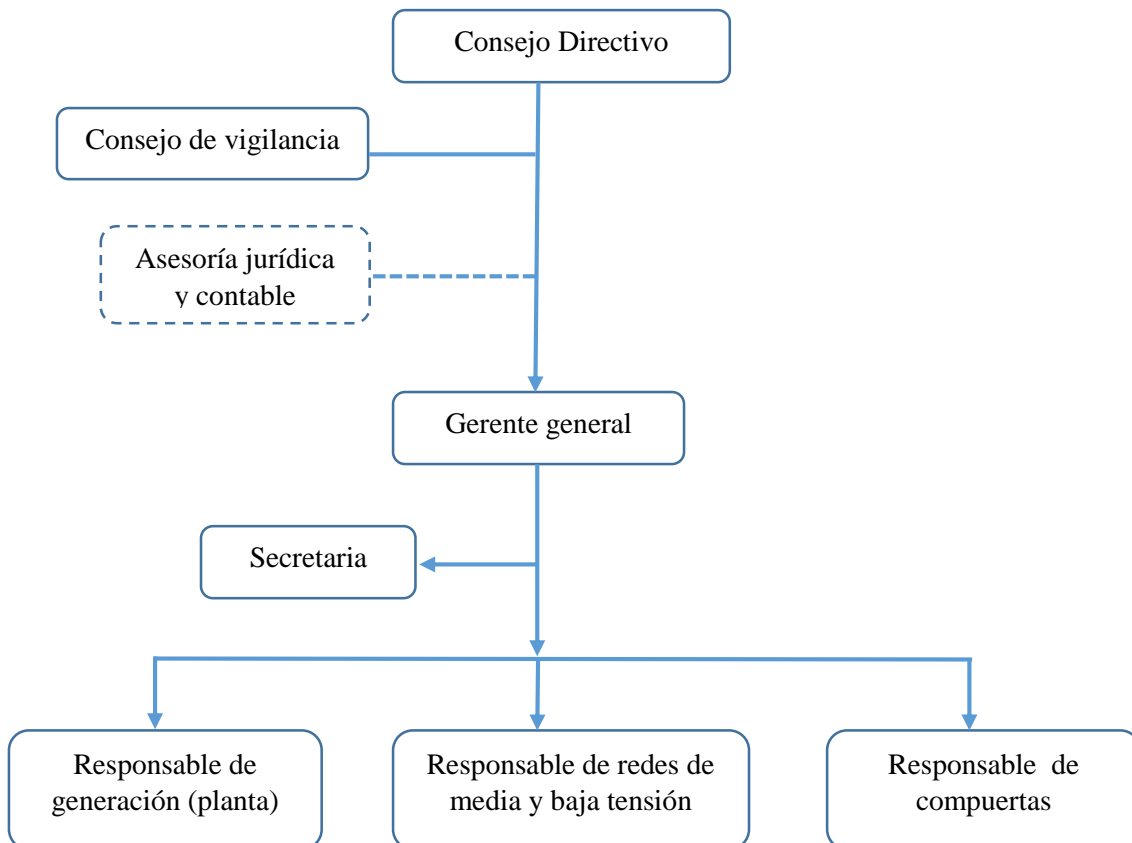 Consejo Directivo
Consejo de vigilancia
Asesoría jurídica
y contable
Gerente general
Secretaria
Responsable de
generación (planta)
Responsable de redes de
media y baja tensión
Responsable de
compuertas